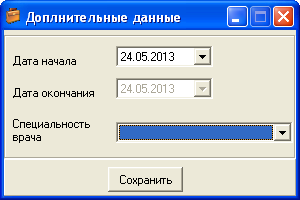 Доплнительные данные
Дата начала 24.05.2013
Дата окончания 24.05.2013
Специальность
врача
Сохранить